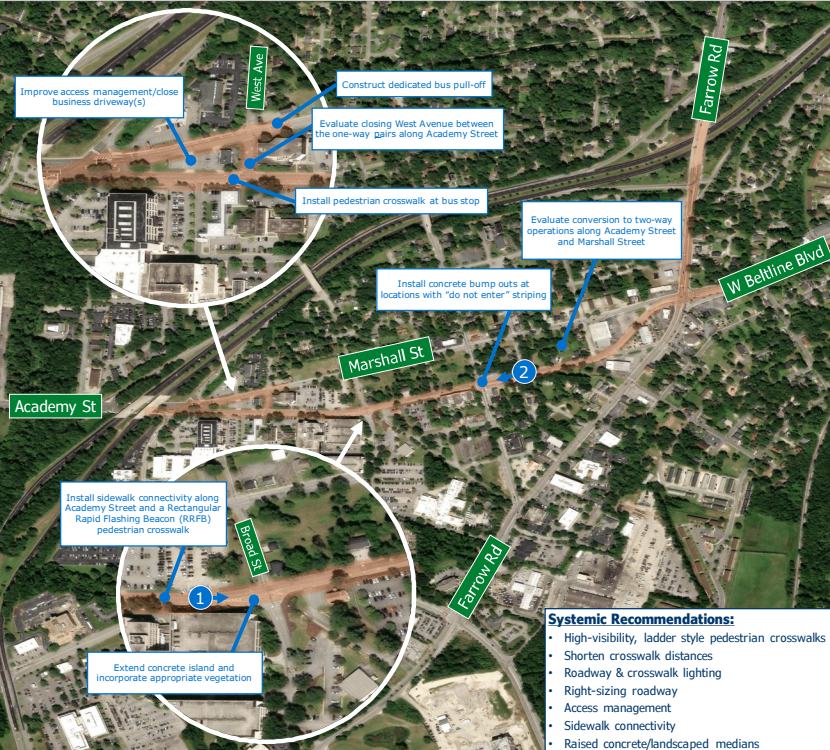 Farrow Rd
West Ave
Improve access management/close
business driveway(s)
Construct dedicated bus pull-off
Evaluate closing West Avenue between
the one-way pairs along Academy Street
Install pedestrian crosswalk at bus stop
Evaluate conversion to two-way
operations along Academy Street
and Marshall Street
W Beltline Blvd
Install concrete bump outs at
locations with "do not enter" striping
Marshall St
2
Academy St
Install sidewalk connectivity along
Academy Street and a Rectangular
Rapid Flashing Beacon (RRFB)
pedestrian crosswalk
Broad St
1
Farrow Rd
Extend concrete island and
incorporate appropriate vegetation
Systemic Recommendations:
• High-visibility, ladder style pedestrian crosswalks
• Shorten crosswalk distances
• Roadway & crosswalk lighting
• Right-sizing roadway
• Access management
• Sidewalk connectivity
• Raised concrete/landscaped medians